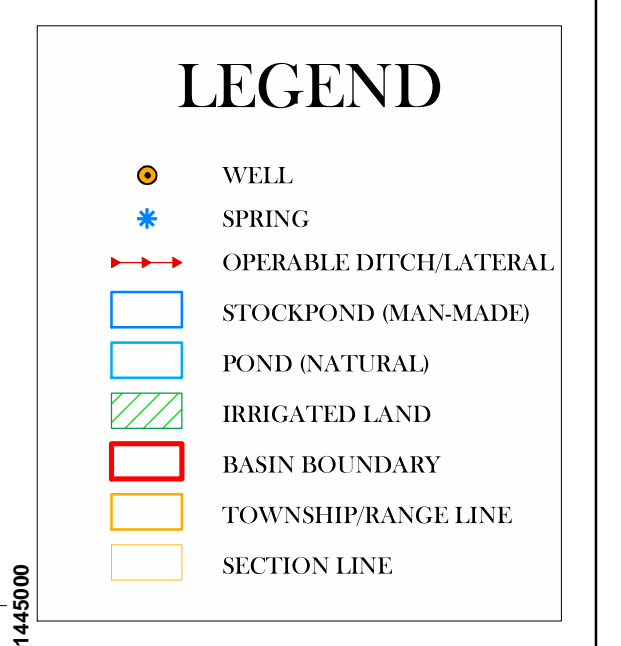 LEGEND
WELL
SPRING
OPERABLE DITCH/LATERAL
STOCKPOND (MAN-MADE)
POND (NATURAL)
IRRIGATED LAND
BASIN BOUNDARY
TOWNSHIP/RANGE LINE
SECTION LINE
1445000